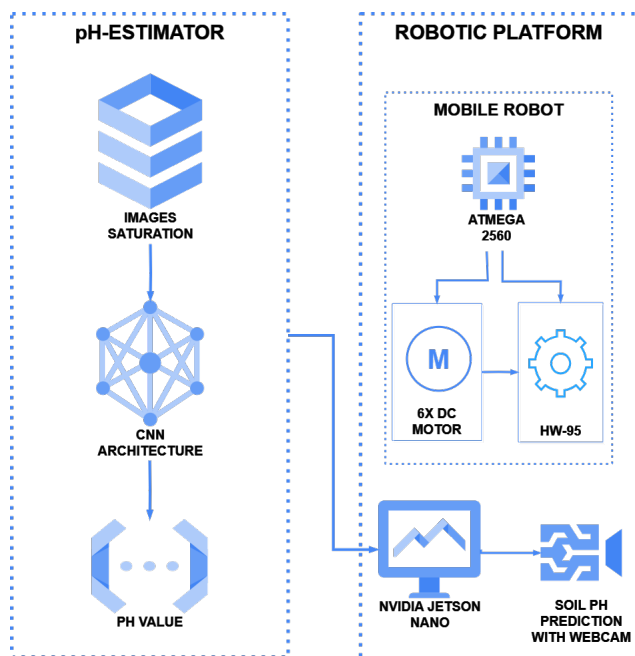 pH-ESTIMATOR
IMAGES
SATURATION
CNN
ARCHITECTURE
PH VALUE
ROBOTIC PLATFORM
MOBILE ROBOT
ATMEGA
2560
M
6X DC
MOTOR
HW-95
NVIDIA JETSON
NANO
SOIL PH
PREDICTION
WITH WEBCAM